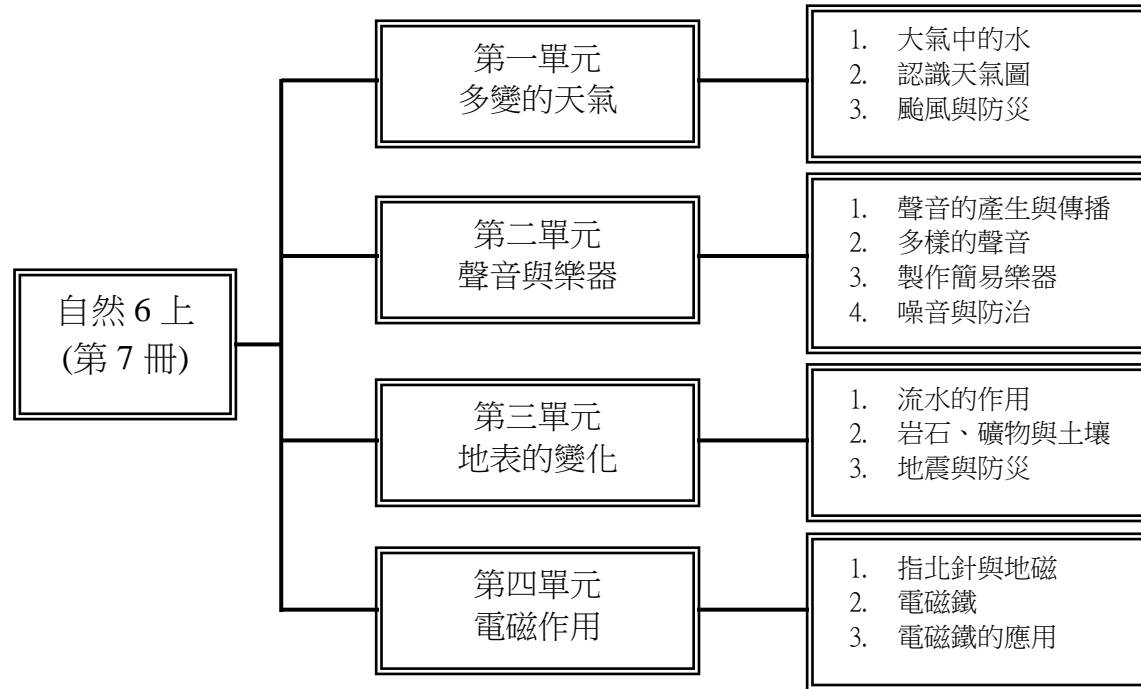 自然 6 上
(第 7 冊)
第一單元
多變的天氣
1. 大氣中的水
2. 認識天氣圖
3. 颱風與防災
第二單元
聲音與樂器
1. 聲音的產生與傳播
2. 多樣的聲音
3. 製作簡易樂器
4. 噪音與防治
第三單元
地表的變化
1. 流水的作用
2. 岩石、礦物與土壤
3. 地震與防災
第四單元
電磁作用
1. 指北針與地磁
2. 電磁鐵
3. 電磁鐵的應用